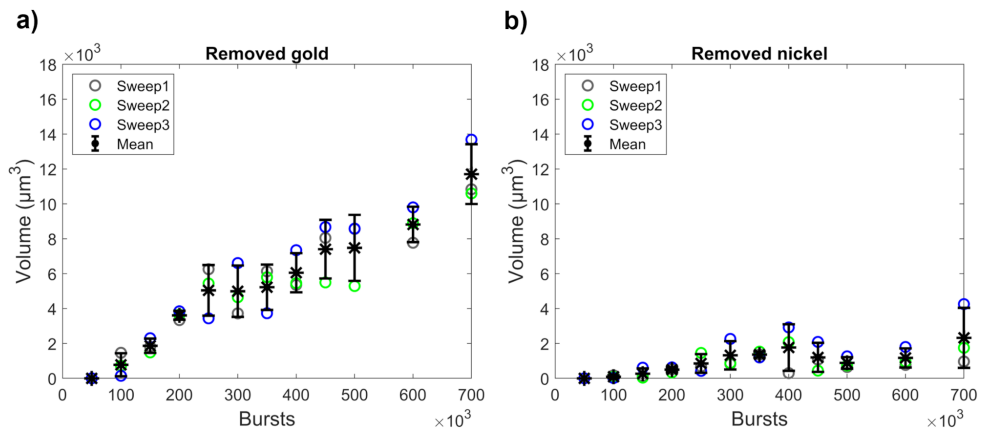 a)
Removed gold
×10³
18
16
14
12
10
8
6
4
2
0
Volume (µm³)
Sweep1
Sweep2
Sweep3
Mean
0 100 200 300 400 500 600 700
Bursts
×10³
b)
Removed nickel
×10³
18
16
14
12
10
8
6
4
2
0
Volume (µm³)
Sweep1
Sweep2
Sweep3
Mean
0 100 200 300 400 500 600 700
Bursts
×10³